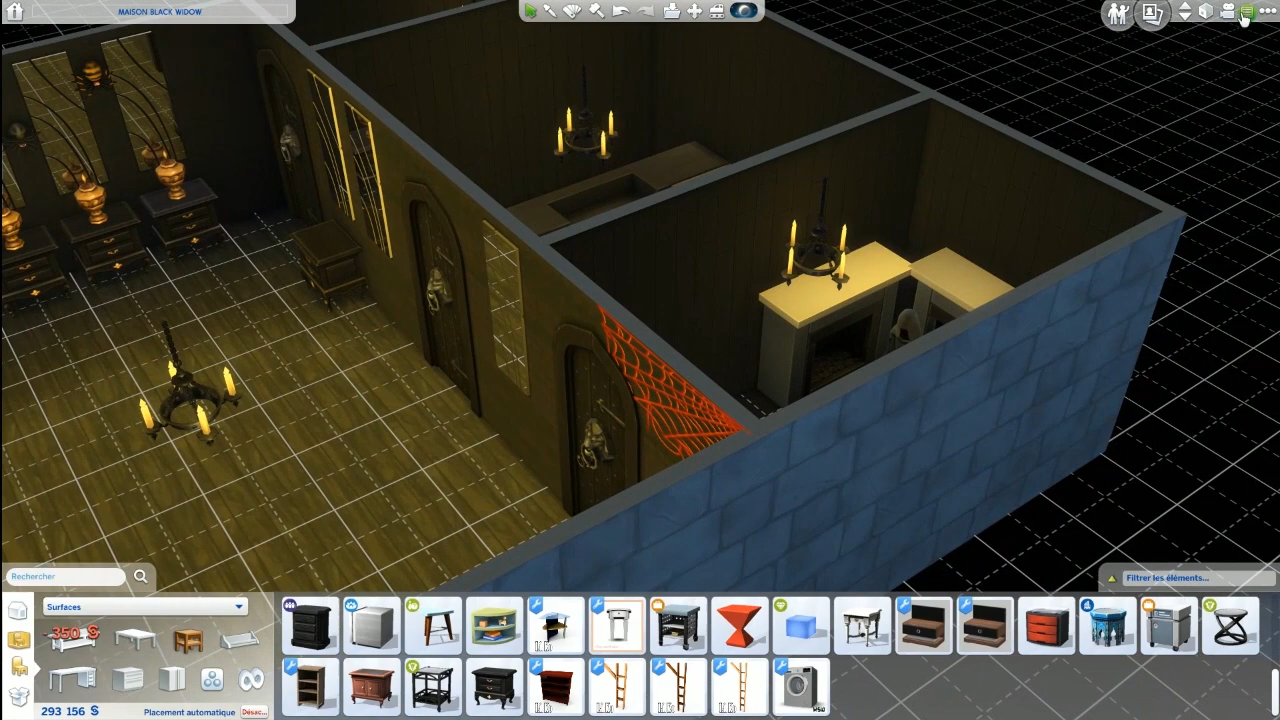 MAISON BLACK WIDOW
Rechercher
Filtrer les éléments...
Surfaces
-350 $
293 156 $
Placement automatique
Désac...